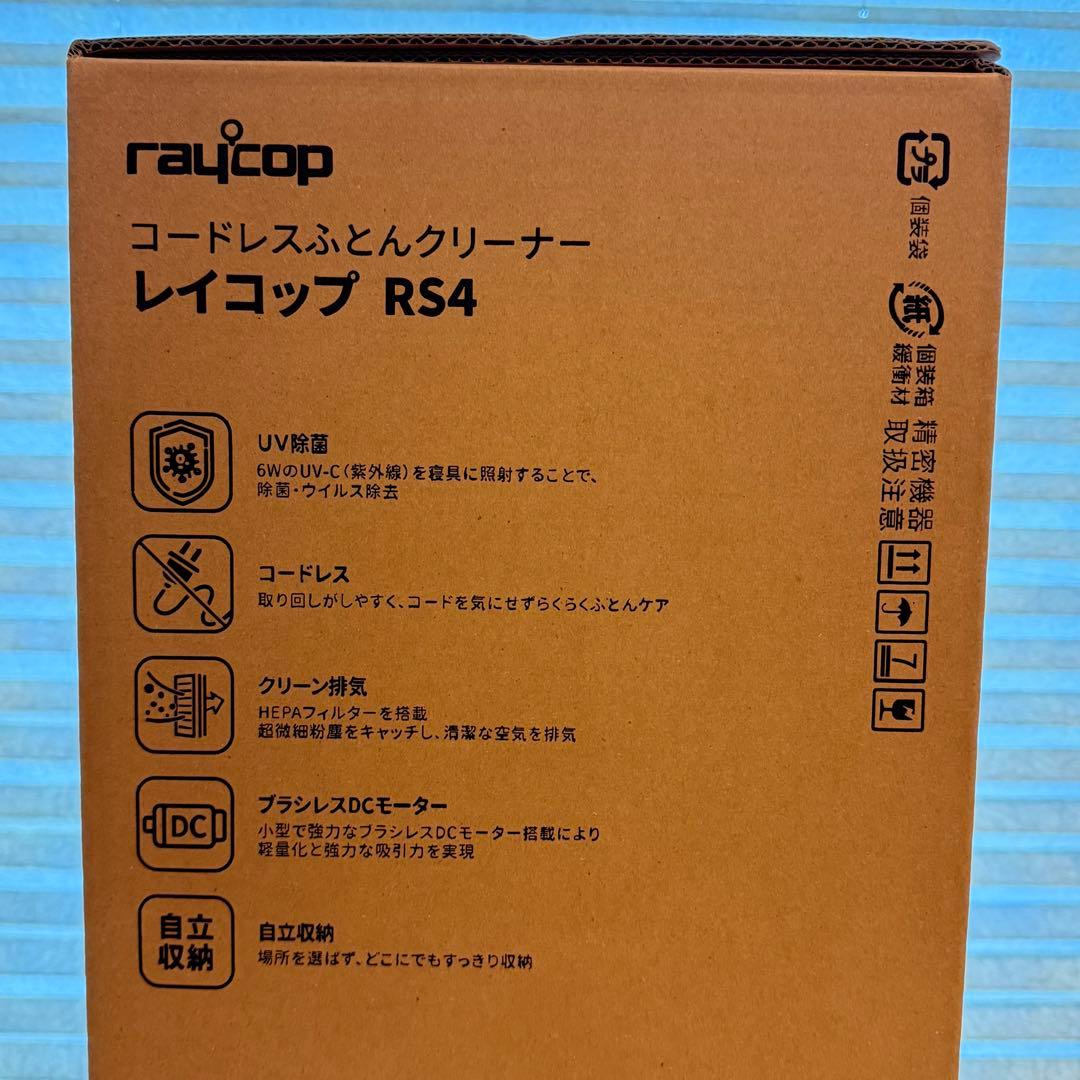 raycop
コードレスふとんクリーナー
レイコップ RS4
UV除菌
6WのUV-C(紫外線)を寝具に照射することで、
除菌・ウイルス除去
コードレス
取り回しがしやすく、コードを気にせずらくらくふとんケア
クリーン排気
HEPAフィルターを搭載
超微細粉塵をキャッチし、清潔な空気を排気
DC
ブラシレスDCモーター
小型で強力なブラシレスDCモーター搭載により
軽量化と強力な吸引力を実現
自立
収納
自立収納
場所を選ばず、どこにでもすっきり収納
プラ
個装袋
紙
個装箱
緩衝材
精密機器
取扱注意
7